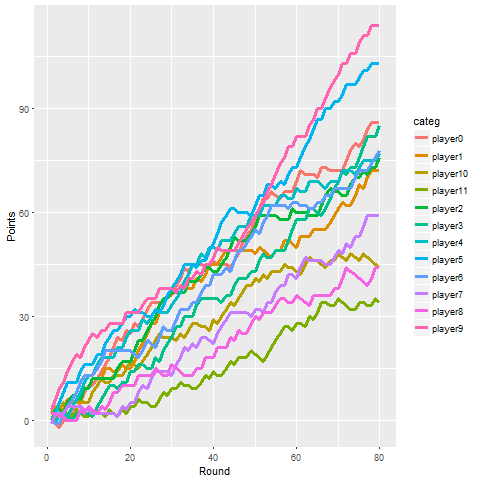 Points
90
60
30
0
0
20
40
60
80
Round
categ
player0
player1
player10
player11
player2
player3
player4
player5
player6
player7
player8
player9